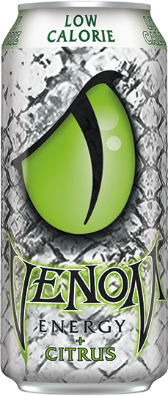 LOW
CALORIE
VENOM
ENERGY
+
CITRUS